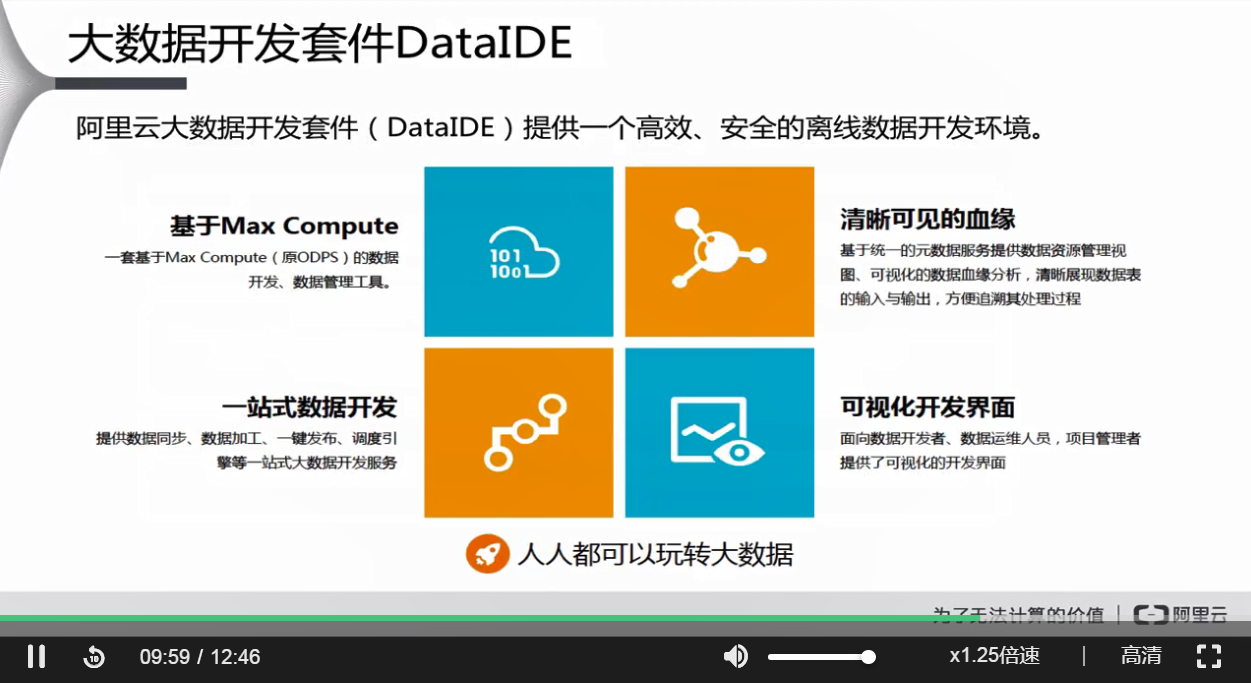 大数据开发套件DataIDE
阿里云大数据开发套件（DataIDE）提供一个高效、安全的离线数据开发环境。
基于Max Compute
一套基于Max Compute（原ODPS）的数据
开发、数据管理工具。
101
1001
清晰可见的血缘
基于统一的元数据服务提供数据资源管理视
图、可视化的数据血缘分析，清晰展现数据表
的输入与输出，方便追溯其处理过程
一站式数据开发
提供数据同步、数据加工、一键发布、调度引
擎等一站式大数据开发服务
可视化开发界面
面向数据开发者、数据运维人员，项目管理者
提供了可视化的开发界面
人人都可以玩转大数据
为了无法计算的价值 | 阿里云
10
09:59 / 12:46
x1.25倍速 | 高清